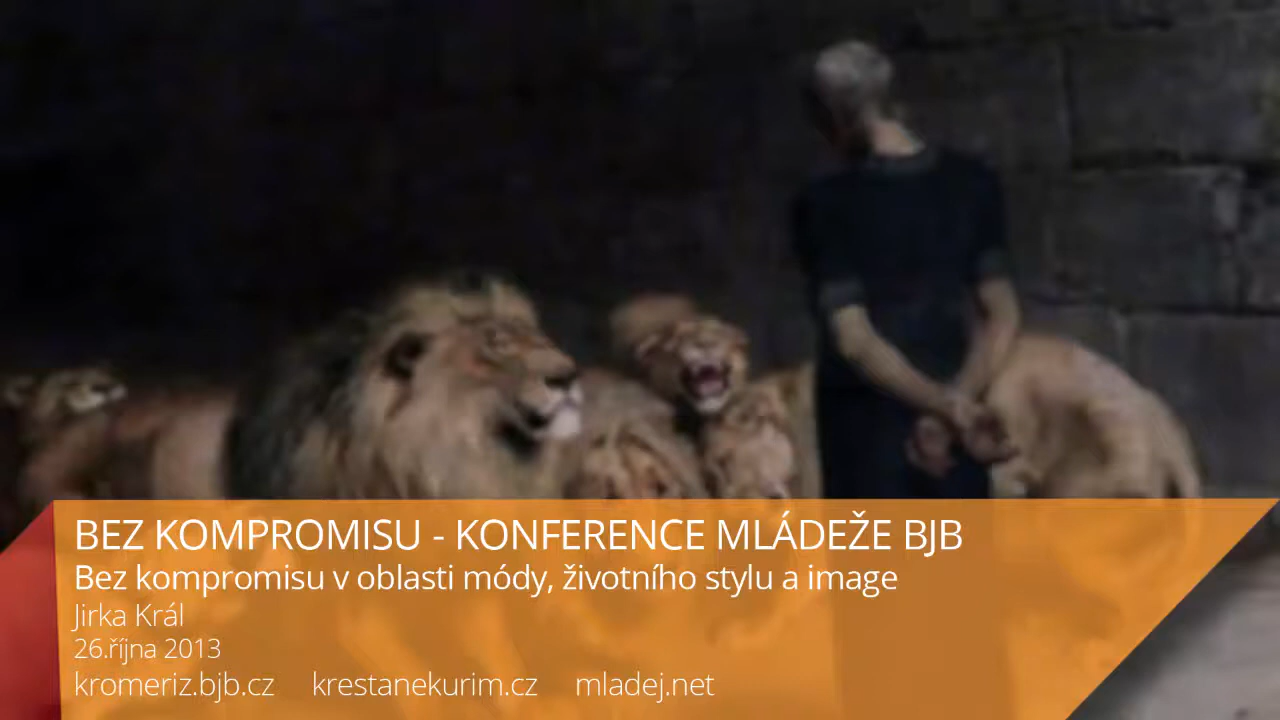 BEZ KOMPROMISU - KONFERENCE MLÁDEŽE BJB
Bez kompromisu v oblasti módy, životního stylu a image
Jirka Král
26.října 2013
kromeriz.bjb.cz krestanekurim.cz mladej.net